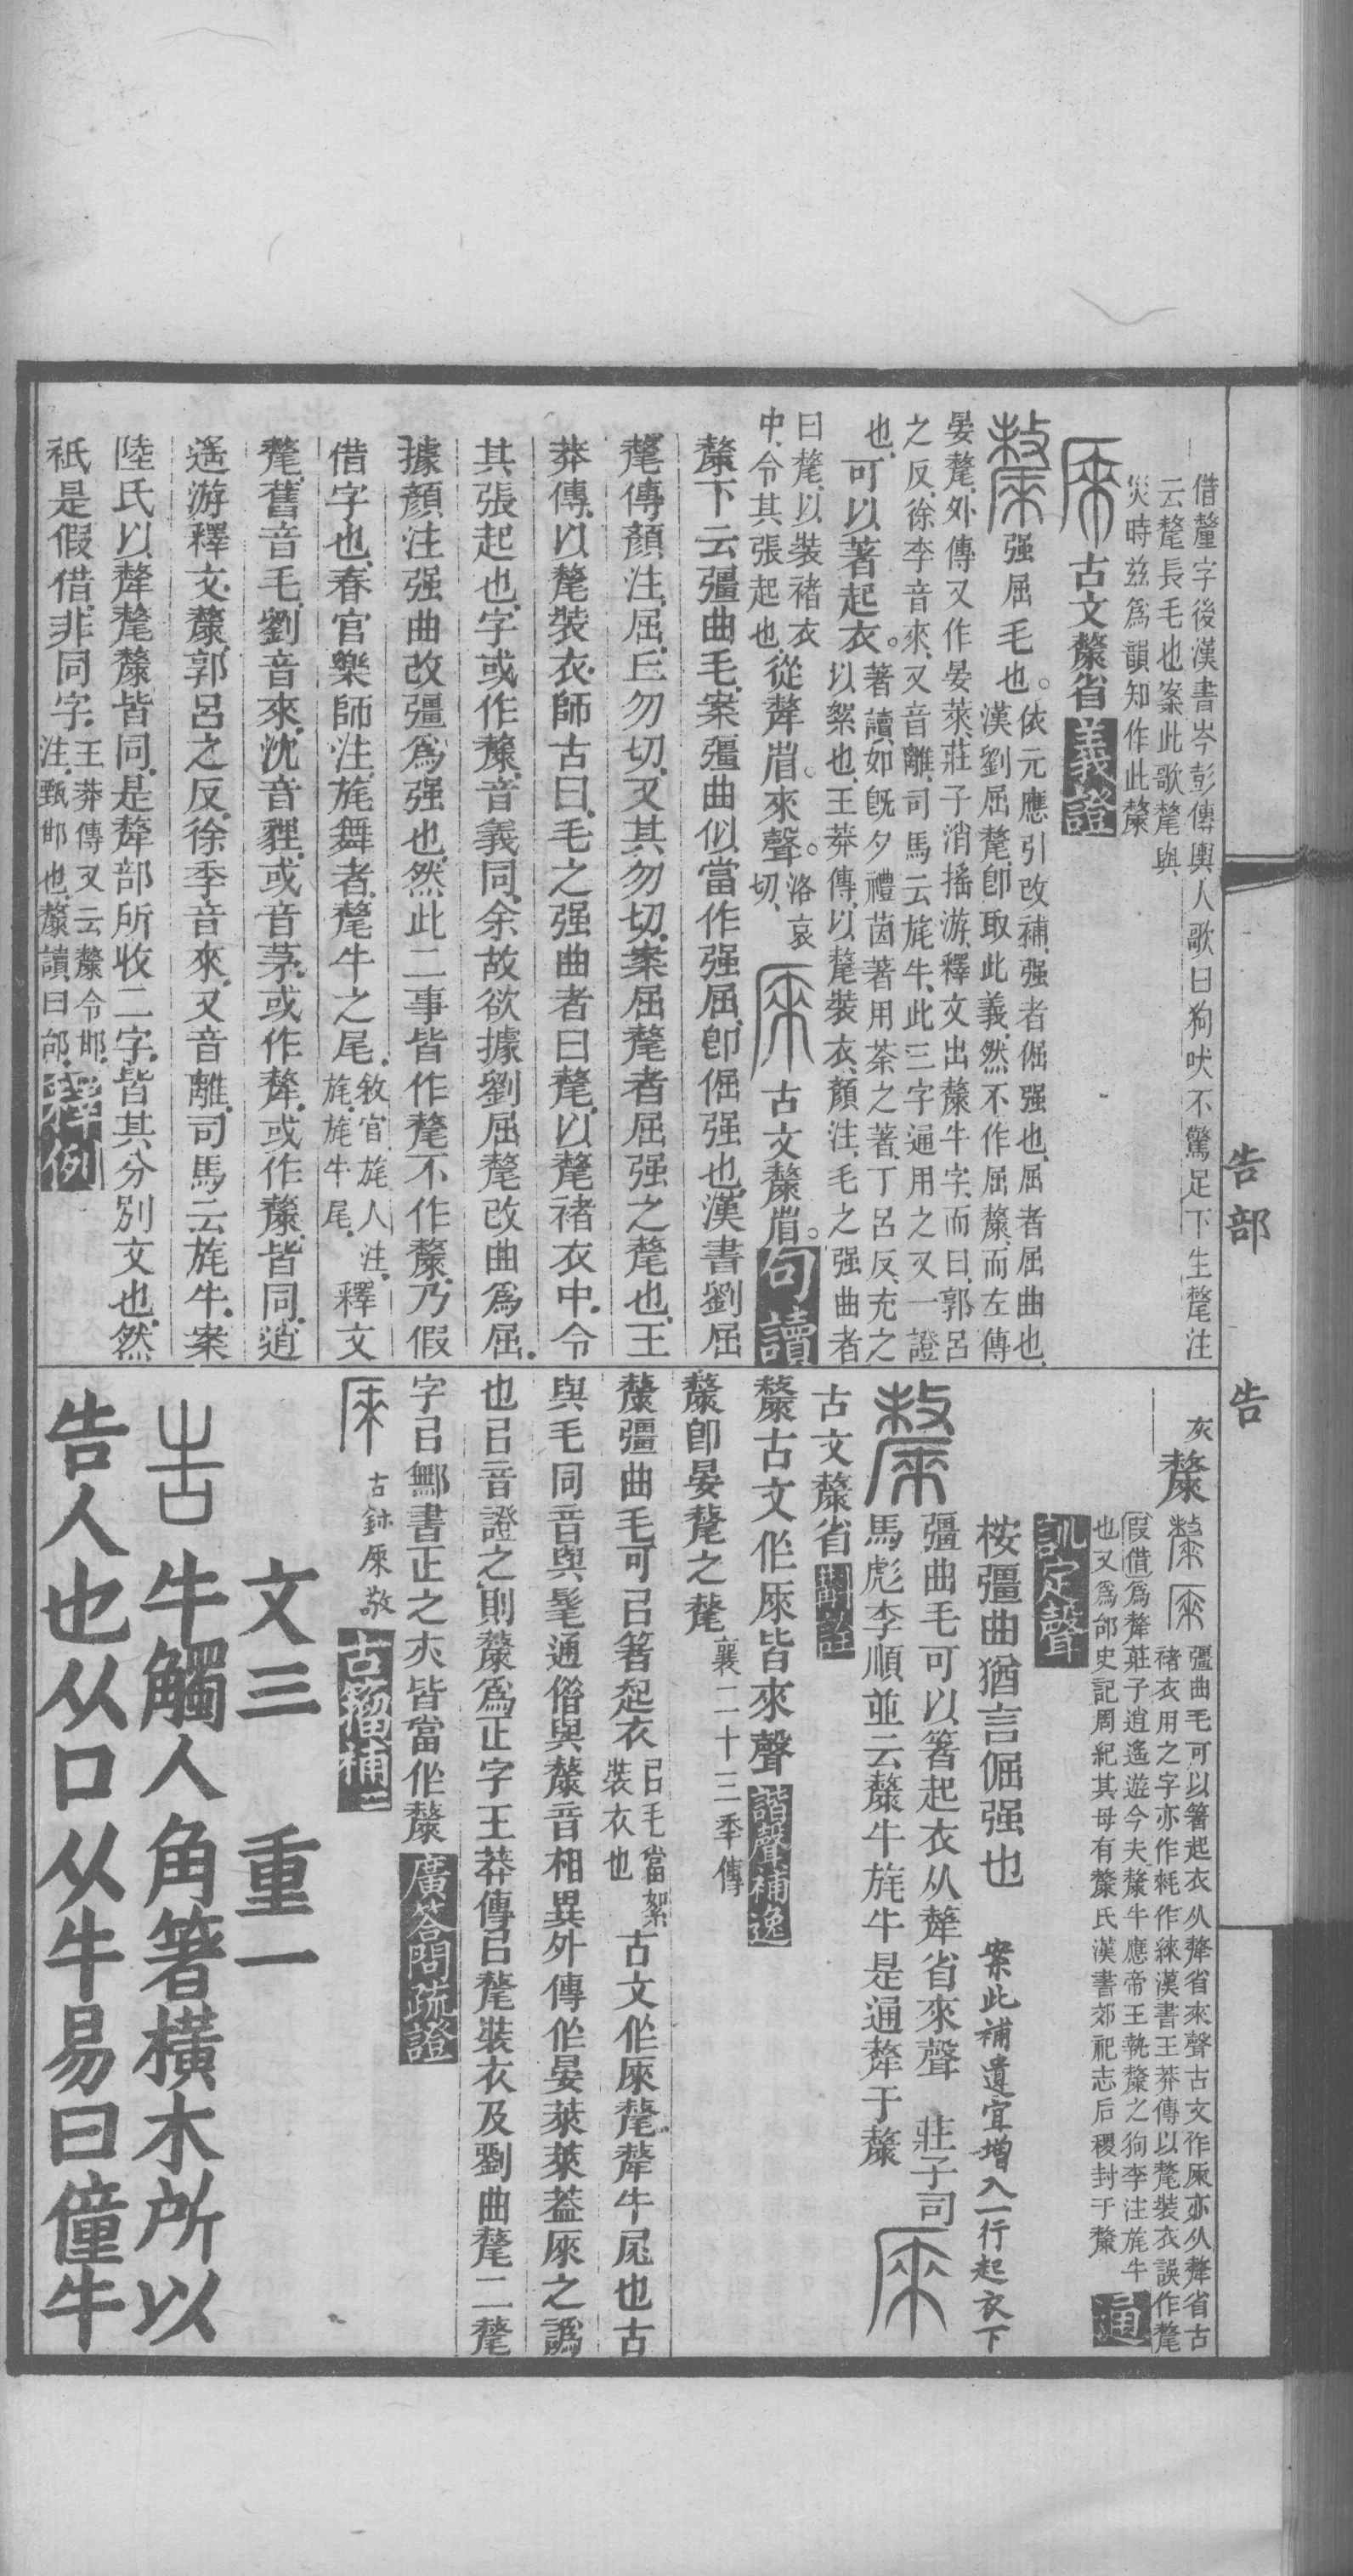 借釐字後漢書岑彭傳輿人歌曰狗吠不驚足下生氂注
云氂長毛也案此歌氂與
災時兹爲韻知作此斄
古文斄省義證
强屈毛也。依元應引改補、强者倔强也、屈者屈曲也、
漢劉屈氂、卽取此義、然不作屈斄、而左傳
晏氂、外傳又作晏萊、莊子消搖游、釋文出斄牛字、而曰、郭呂
之反、徐李音來、又音離、司馬云旄牛、此三字通用之又一證
也、可以著起衣。著讀如旣夕禮茵著用荼之著、丁呂反、充之
以絮也、王莽傳、以氂裝衣、顏注、毛之强曲者
曰氂、以裝褚衣
中、令其張起也、從犛省。來聲。洛哀
切、古文斄省。句讀
斄下云彊曲毛、案彊曲似當作强屈、卽倔强也、漢書劉屈
氂傳、顏注、屈、丘勿切、又其勿切、案屈氂者屈强之氂也、王
莽傳、以氂裝衣、師古曰、毛之强曲者曰氂、以氂褚衣中、令
其張起也、字或作斄、音義同、余故欲據劉屈氂改曲爲屈、
據顏注强曲改彊爲强也、然此二事皆作氂不作斄、乃假
借字也、春官樂師注、旄舞者、氂牛之尾、敘官旄人注、
旄、旄牛尾、釋文
氂、舊音毛、劉音來、沈音貍、或音茅、或作犛、或作斄、皆同、逍
遙游釋文、斄、郭呂之反、徐李音來、又音離、司馬云旄牛、案
陸氏以犛氂斄皆同、是犛部所收二字、皆其分別文也、然
祇是假借、非同字、王莽傳又云斄令邯、
注、甄邯也、斄讀曰邰、釋例
灰
斄
彊曲毛可以箸起衣从犛省來聲古文作㾂亦从犛省古
褚衣用之字亦作㲠作䋱漢書王莽傳以氂裝衣誤作氂
假借爲犛莊子逍遙遊今夫斄牛應帝王執斄之狗李注旄牛
也又爲邰史記周紀其母有斄氏漢書郊祀志后稷封于斄通
訓定聲
桉彊曲猶言倔强也 案此補遺宜增入一行起衣下
彊曲毛可以箸起衣从犛省來聲 莊子司
馬彪李順並云斄牛旄牛是通犛于斄
古文斄省斠詮
斄古文作㾂皆來聲諧聲補逸
斄卽晏氂之氂襄二十三年傳
斄彊曲毛可㠯箸起衣㠯毛當絮
裝衣也古文作㾂氂犛牛尾也古
與毛同音與髦通借與斄音相異外傳作晏萊萊葢㾂之譌
也㠯音證之則斄爲正字王莽傳㠯氂裝衣及劉曲氂二氂
字㠯鄦書正之亦皆當作斄廣答問疏證
古鉨㾂敬古籀補二
文三 重一
告 牛觸人角箸橫木所以
告人也从口从牛易曰僮牛
告部
告